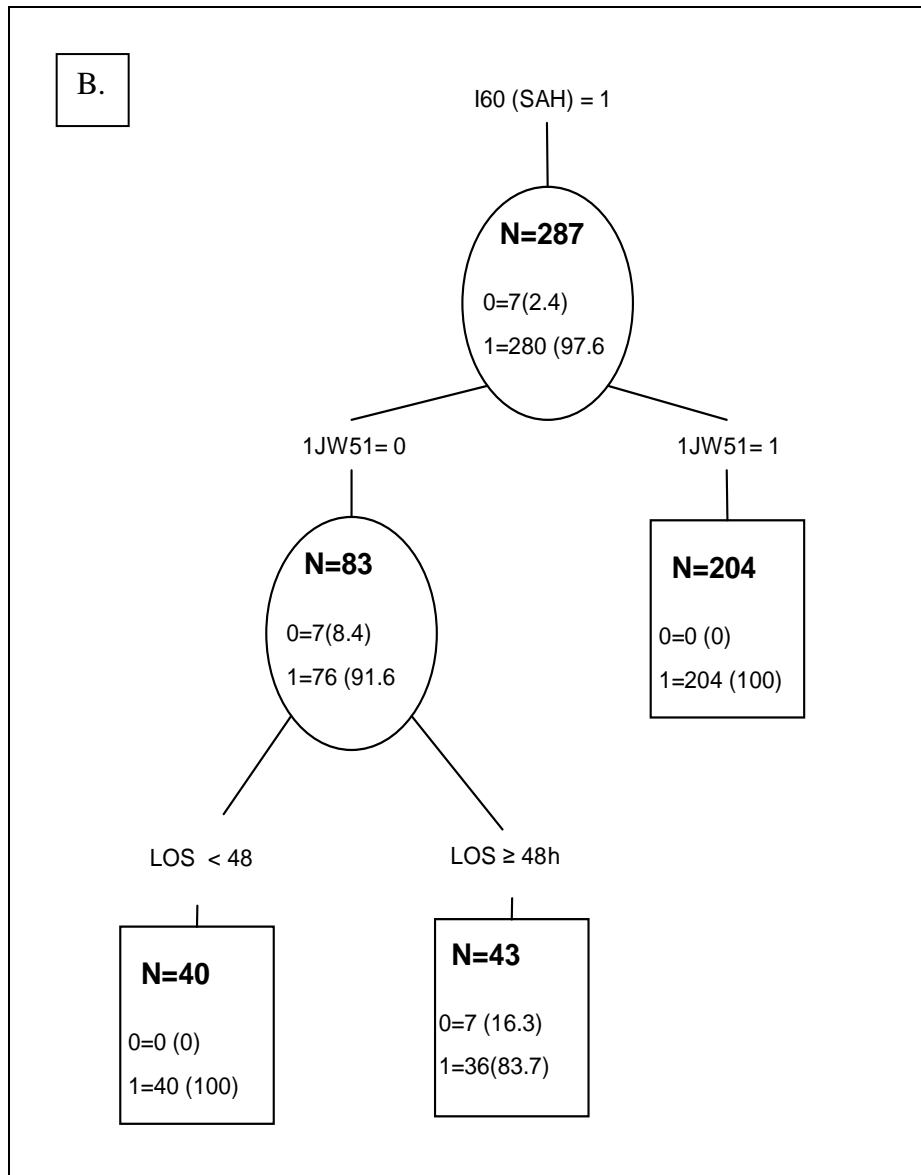 B.
I60 (SAH) = 1
N=287
0=7(2.4)
1=280 (97.6
1JW51= 0
1JW51= 1
N=83
0=7(8.4)
1=76 (91.6
N=204
0=0 (0)
1=204 (100)
LOS < 48
LOS ≥ 48h
N=40
0=0 (0)
1=40 (100)
N=43
0=7 (16.3)
1=36(83.7)